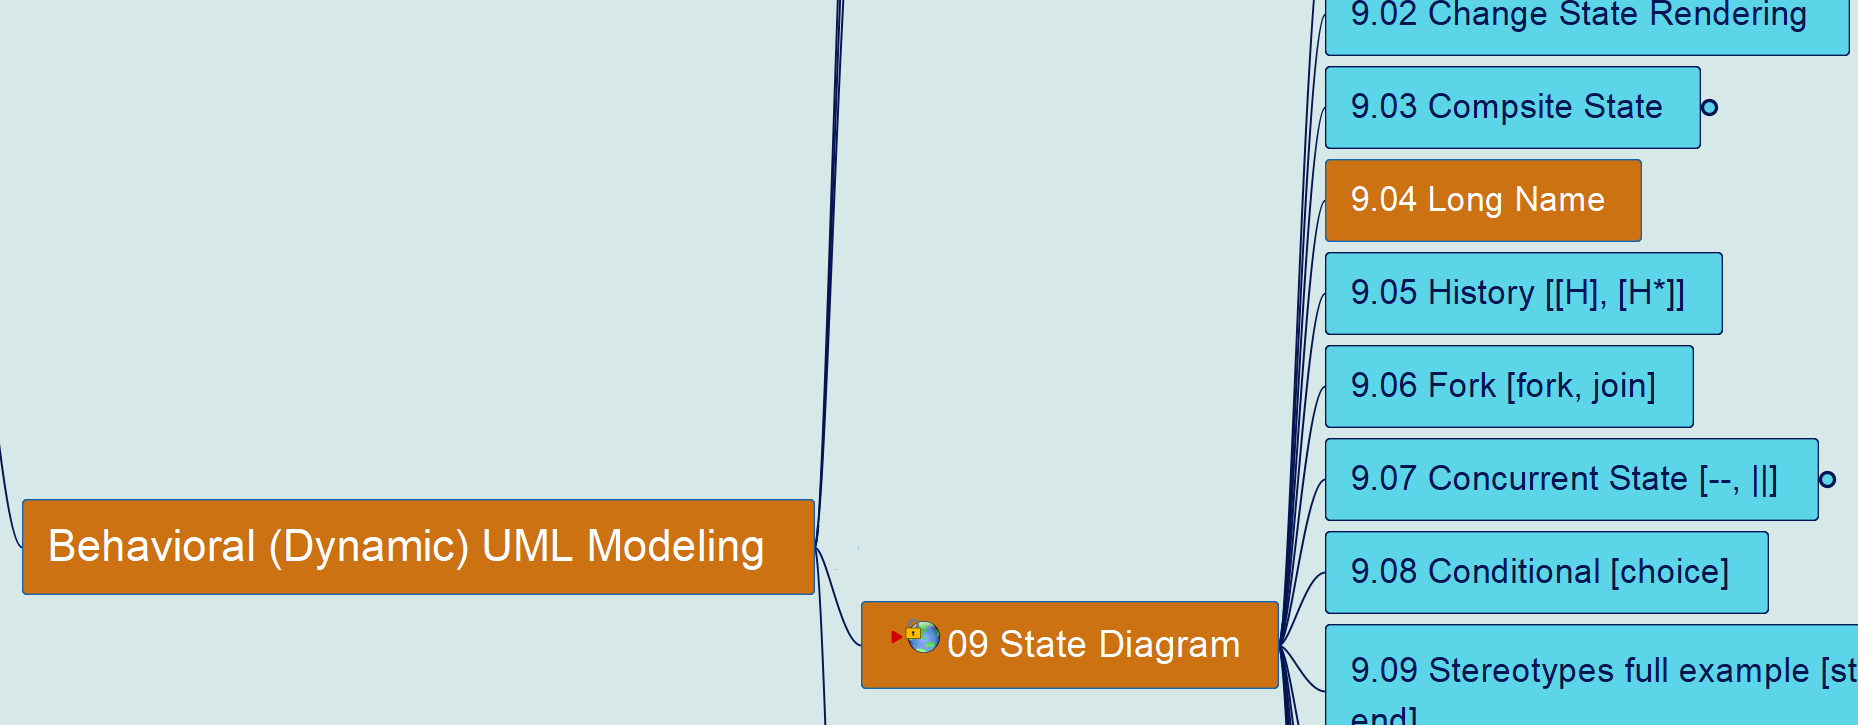 9.02 Change State Rendering
9.03 Compsite State
9.04 Long Name
9.05 History [[H], [H*]]
9.06 Fork [fork, join]
9.07 Concurrent State [--, ||]
Behavioral (Dynamic) UML Modeling
9.08 Conditional [choice]
09 State Diagram
9.09 Stereotypes full example [st
end]